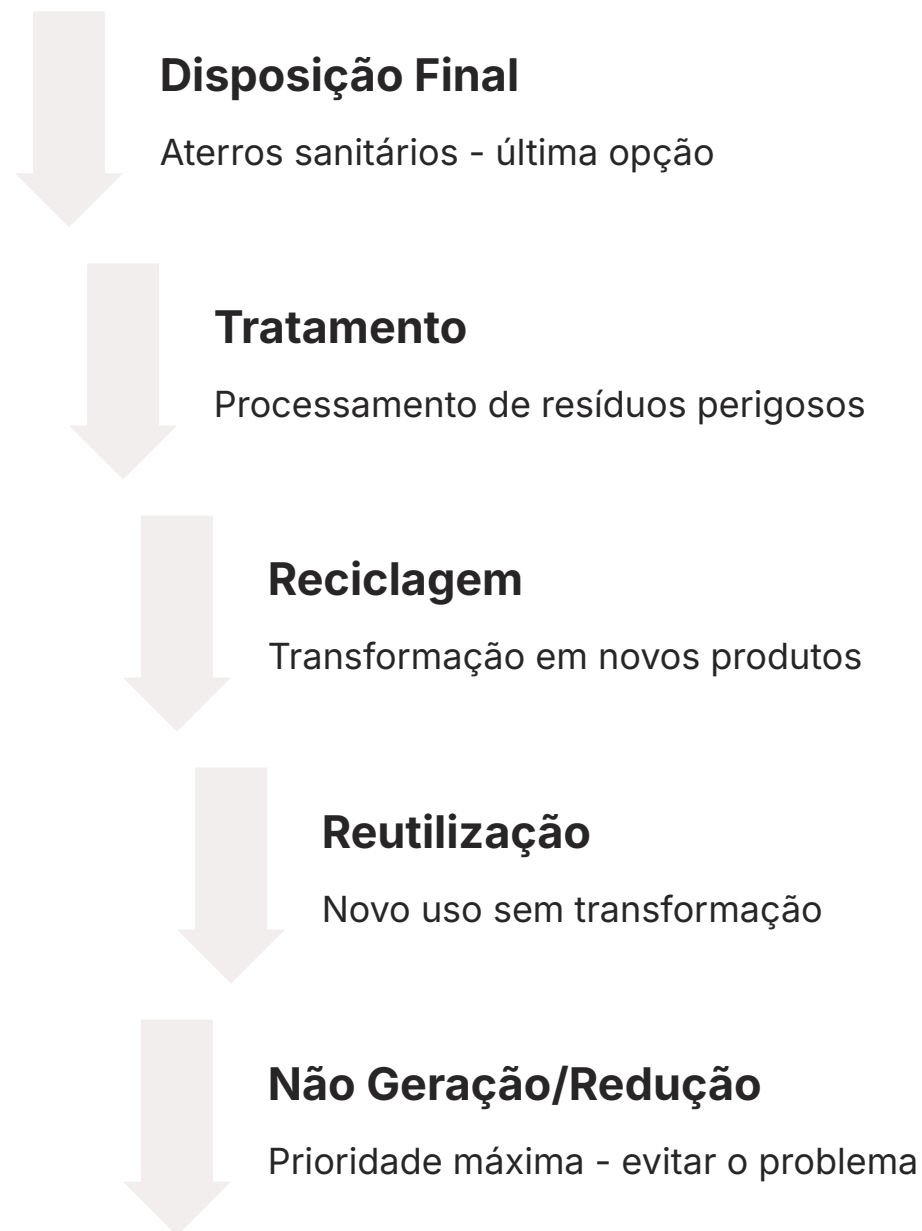 Disposição Final
Aterros sanitários - última opção
Tratamento
Processamento de resíduos perigosos
Reciclagem
Transformação em novos produtos
Reutilização
Novo uso sem transformação
Não Geração/Redução
Prioridade máxima - evitar o problema